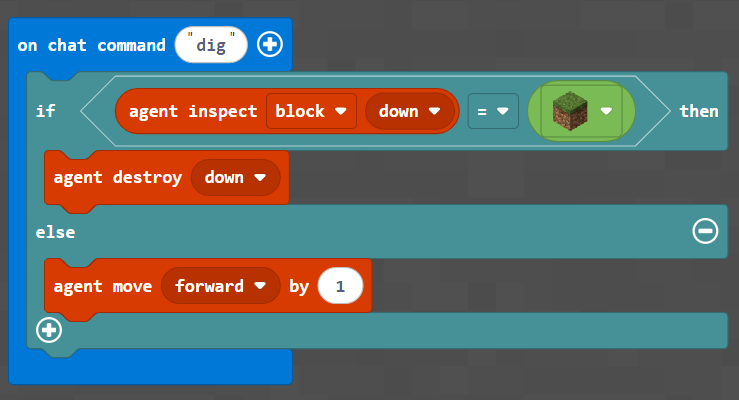 on chat command "dig"
if agent inspect block down = then
agent destroy down
else
agent move forward by 1